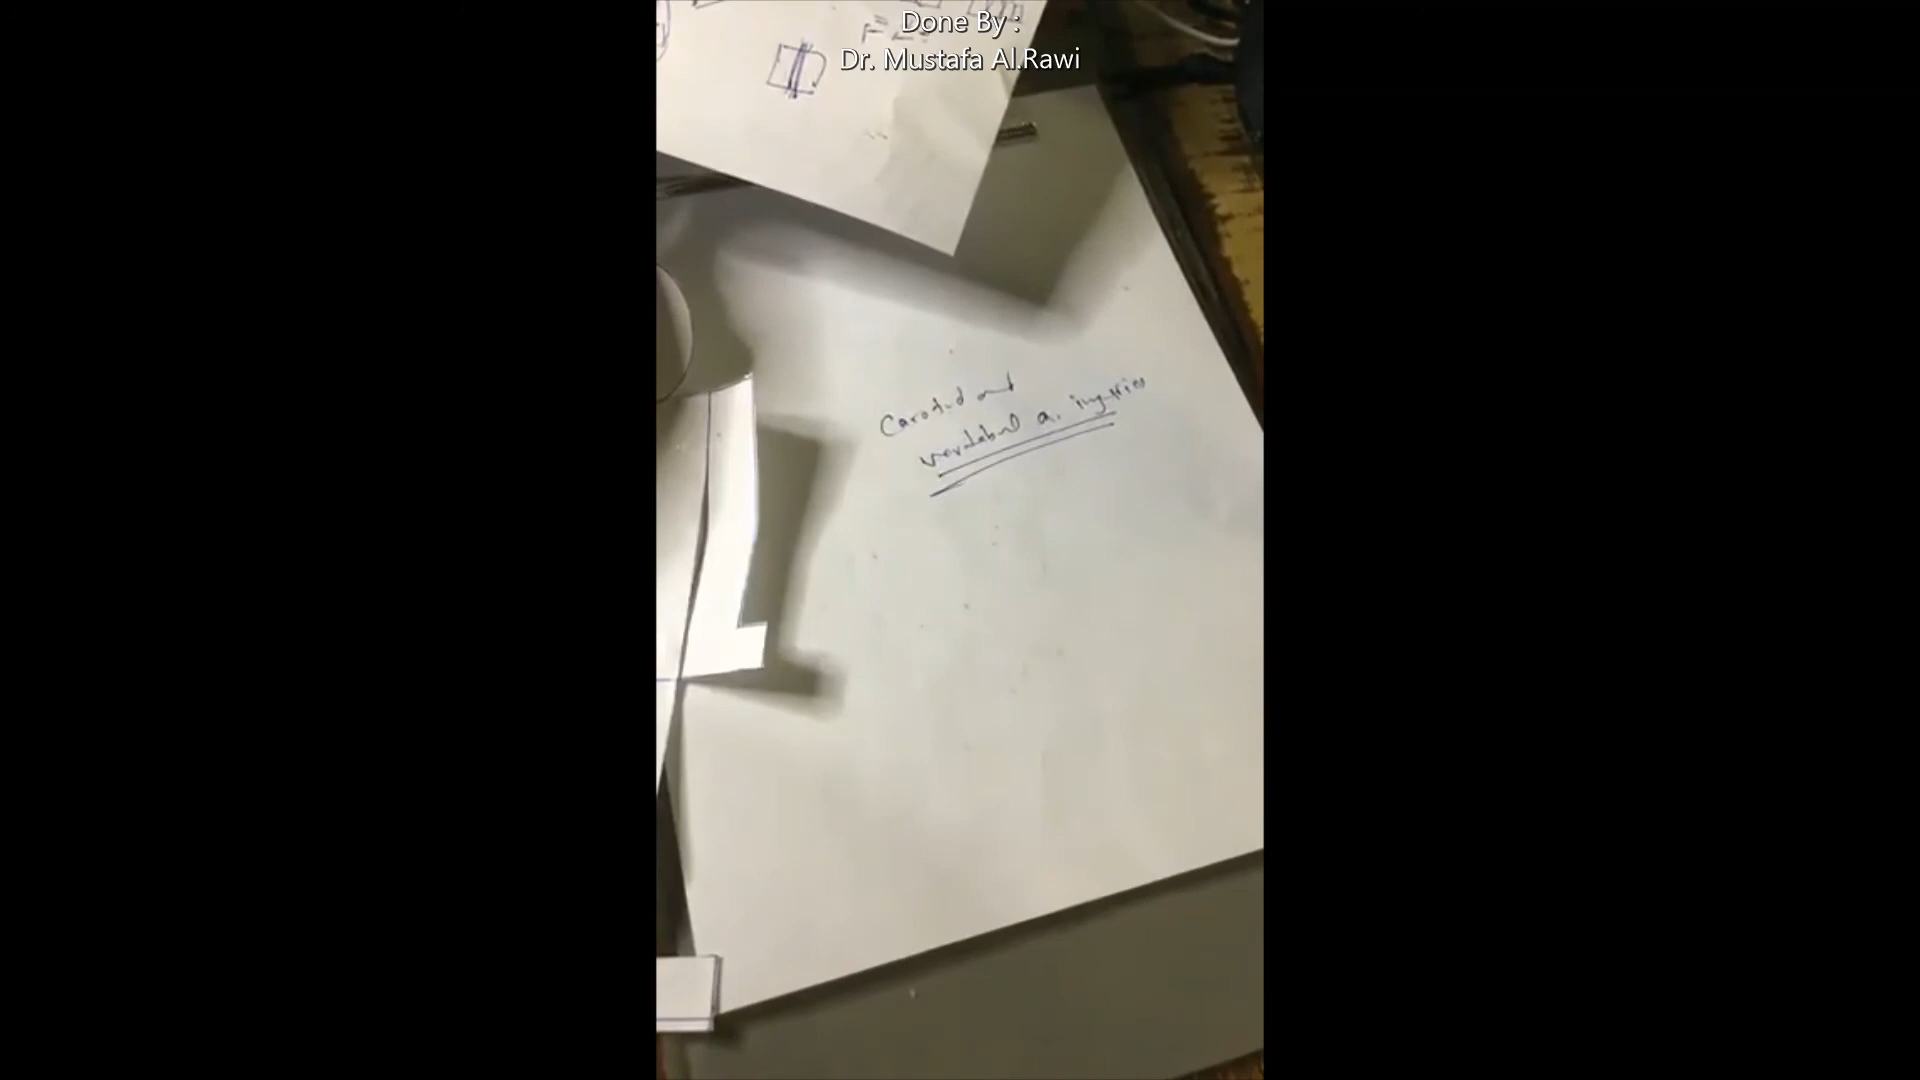 Done By :
Dr. Mustafa Al.Rawi
Carotid and
vertebral a. injuries